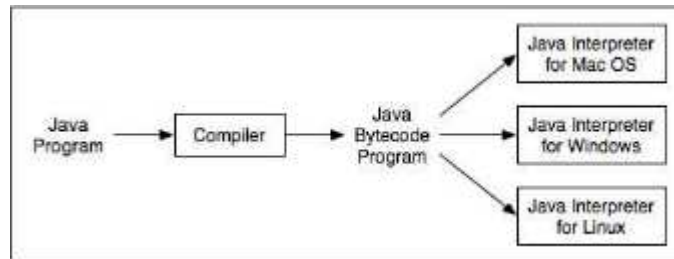 Java
Program
Compiler
Java
Bytecode
Program
Java Interpreter
for Mac OS
Java Interpreter
for Windows
Java Interpreter
for Linux